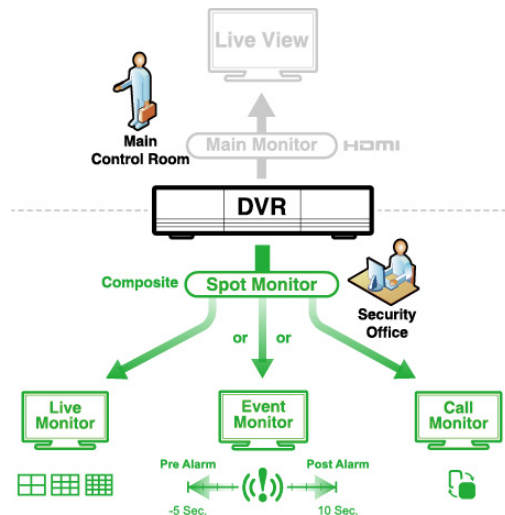 Live View
Main
Control Room
Main Monitor
HDMI
DVR
Composite
Spot Monitor
Security
Office
or
or
Live
Monitor
Event
Monitor
Call
Monitor
Pre Alarm
Post Alarm
-5 Sec.
10 Sec.